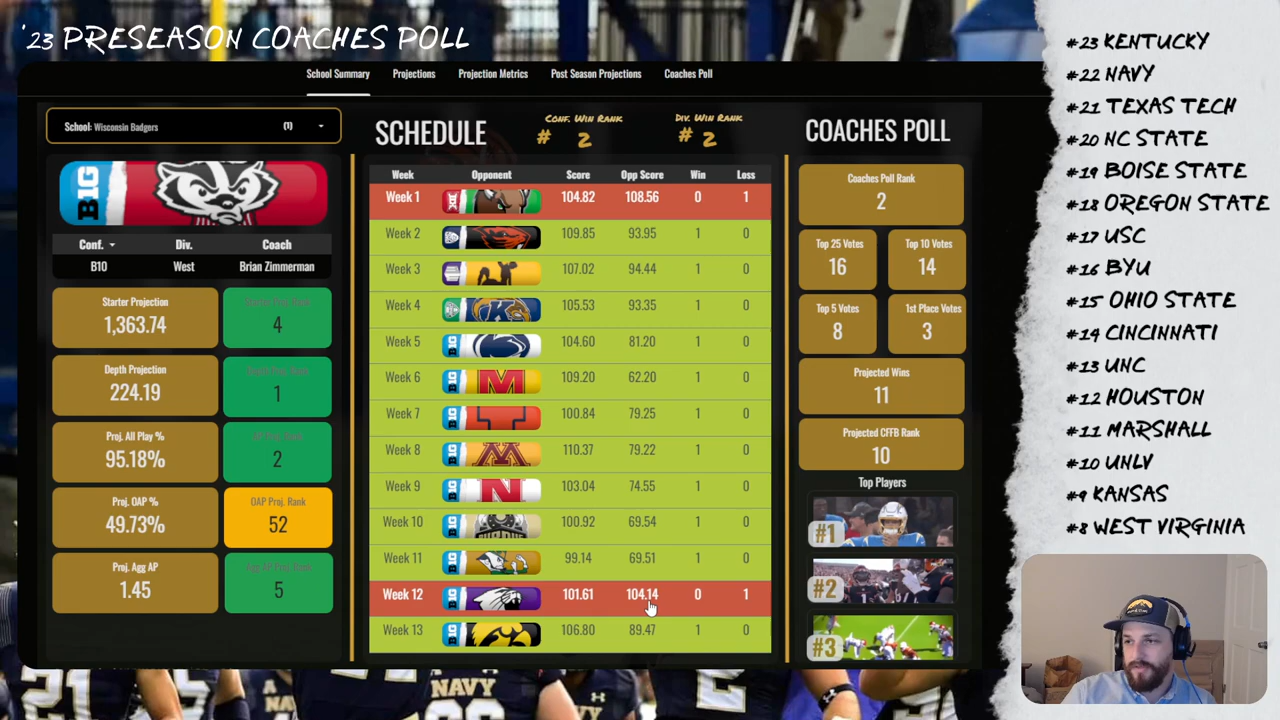 '23 PRESEASON COACHES POLL
School Summary
Projections
Projection Metrics
Post Season Projections
Coaches Poll
School: Wisconsin Badgers
(1)
B1G
Conf.
Div.
Coach
B10
West
Brian Zimmerman
Starter Projection
1,363.74
4
Depth Projection
224.19
1
Proj. All Play %
95.18%
2
Proj. OAP %
49.73%
OAP Proj. Rank
52
Proj. Agg AP
1.45
Agg AP Proj. Rank
5
SCHEDULE
CONF. WIN RANK
# 2
DIV. WIN RANK
# 2
Week Opponent Score Opp Score Win Loss
Week 1 104.82 108.56 0 1
Week 2 109.85 93.95 1 0
Week 3 107.02 94.44 1 0
Week 4 105.53 93.35 1 0
Week 5 104.60 81.20 1 0
Week 6 M 109.20 62.20 1 0
Week 7 100.84 79.25 1 0
Week 8 M 110.37 79.22 1 0
Week 9 N 103.04 74.55 1 0
Week 10 100.92 69.54 1 0
Week 11 99.14 69.51 1 0
Week 12 101.61 104.14 0 1
Week 13 106.80 89.47 1 0
COACHES POLL
Coaches Poll Rank
2
Top 25 Votes
16
Top 10 Votes
14
Top 5 Votes
8
1st Place Votes
3
Projected Wins
11
Projected CFFB Rank
10
Top Players
#1
#2
#3
#23 KENTUCKY
#22 NAVY
#21 TEXAS TECH
#20 NC STATE
#19 BOISE STATE
#18 OREGON STATE
#17 USC
#16 BYU
#15 OHIO STATE
#14 CINCINNATI
#13 UNC
#12 HOUSTON
#11 MARSHALL
#10 UNLV
#9 KANSAS
#8 WEST VIRGINIA
21
NAVY
2